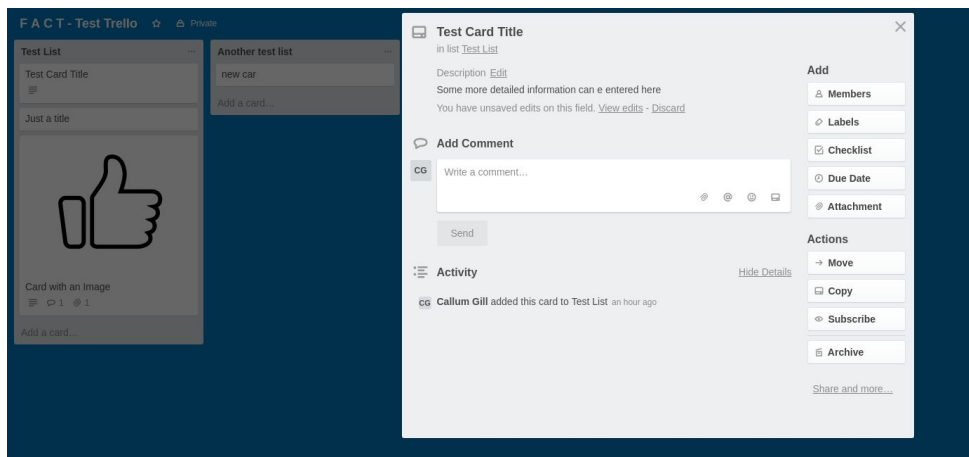 F A C T - Test Trello Private
Test List
Test Card Title
Just a title
Card with an Image
1 1
Add a card...
Another test list
new car
Add a card...
Test Card Title
in list Test List
Description Edit
Some more detailed information can e entered here
You have unsaved edits on this field. View edits - Discard
Add Comment
CG
Write a comment...
Send
Activity
Hide Details
CG Callum Gill added this card to Test List an hour ago
Add
Members
Labels
Checklist
Due Date
Attachment
Actions
Move
Copy
Subscribe
Archive
Share and more...